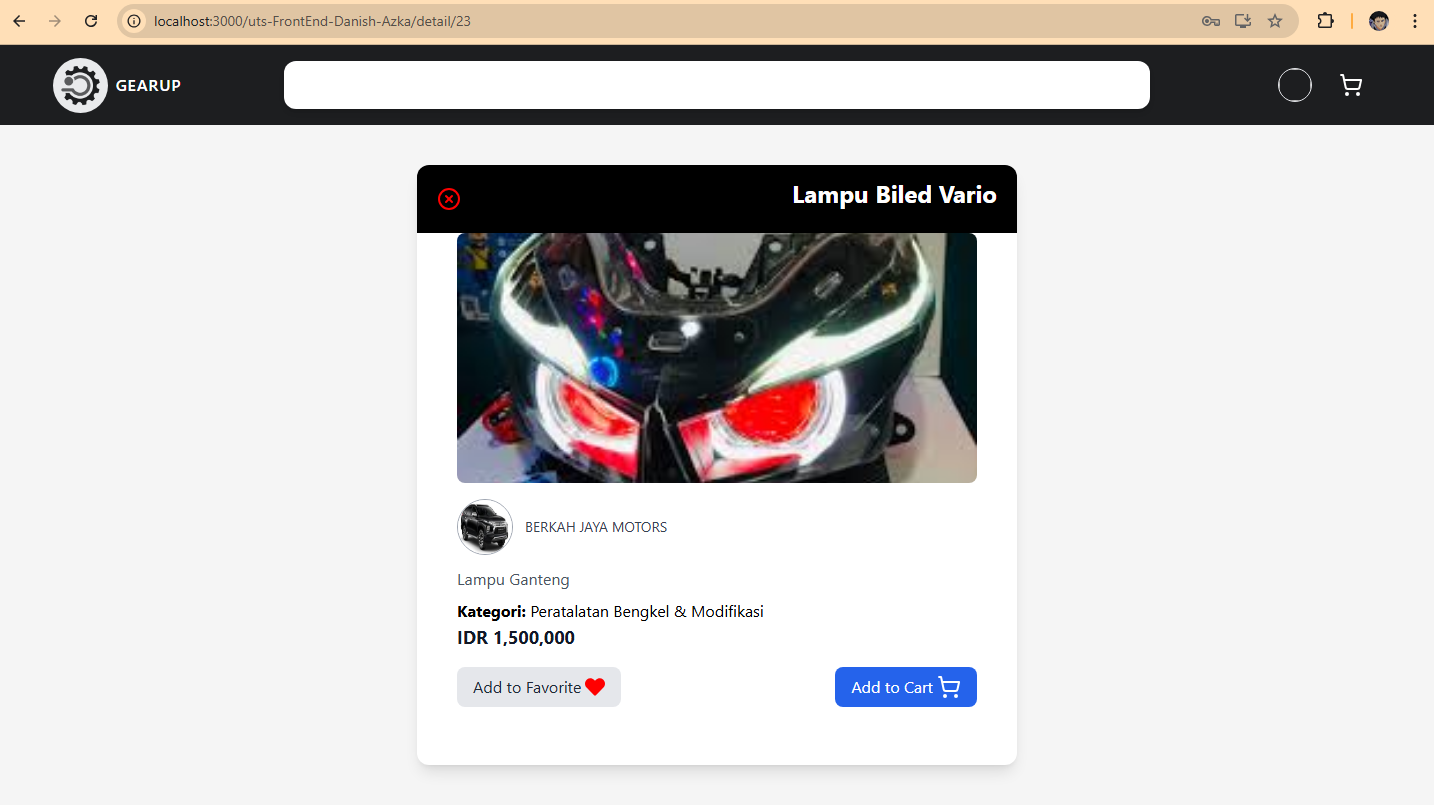 localhost:3000/uts-FrontEnd-Danish-Azka/detail/23
GEARUP
Lampu Biled Vario
BERKAH JAYA MOTORS
Lampu Ganteng
Kategori: Peratalatan Bengkel & Modifikasi
IDR 1,500,000
Add to Favorite
Add to Cart